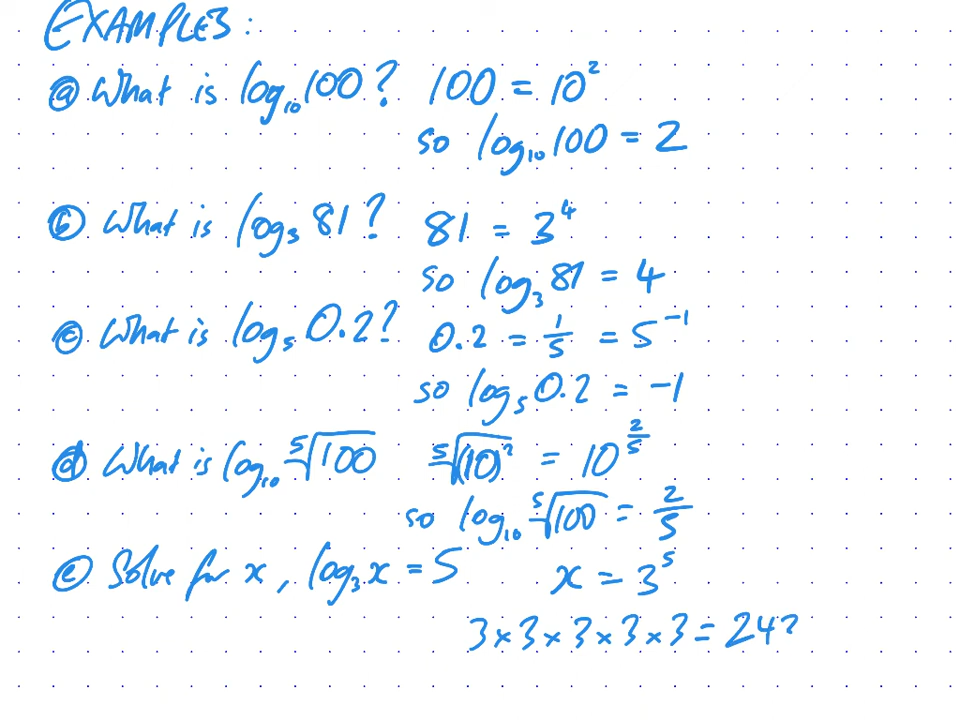 EXAMPLES:
ⓐ What is log₁₀100? 100 = 10²
so log₁₀100 = 2
ⓑ What is log₃81? 81 = 3⁴
so log₃81 = 4
ⓒ What is log₅0.2? 0.2 = 1/5 = 5⁻¹
so log₅0.2 = -1
ⓓ What is log₁₀ ⁵√100 ⁵√(10)² = 10^(2/5)
so log₁₀ ⁵√100 = 2/5
ⓔ Solve for x, log₃x = 5 x = 3⁵
3 × 3 × 3 × 3 × 3 = 243